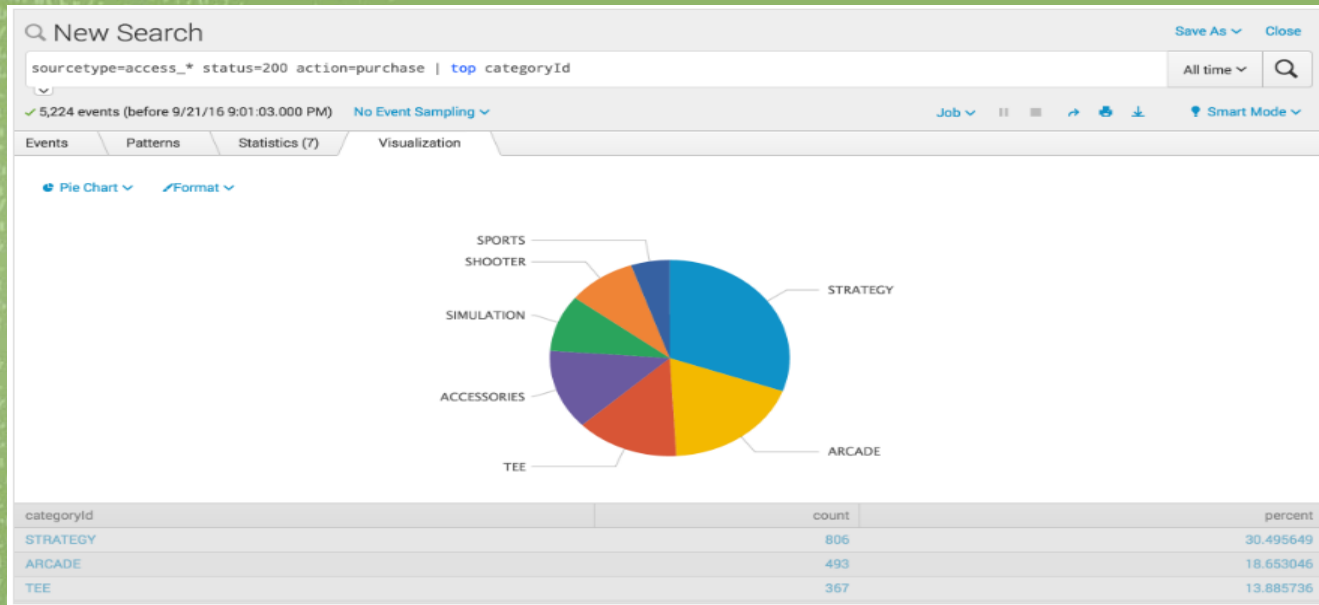 New Search
Save As Close
sourcetype=access_* status=200 action=purchase | top categoryId
All time
5,224 events (before 9/21/16 9:01:03.000 PM) No Event Sampling Job Smart Mode
Events Patterns Statistics (7) Visualization
Pie Chart Format
SPORTS
SHOOTER
STRATEGY
SIMULATION
ACCESSORIES
ARCADE
TEE
categoryId count percent
STRATEGY 806 30.495649
ARCADE 493 18.653046
TEE 367 13.885736